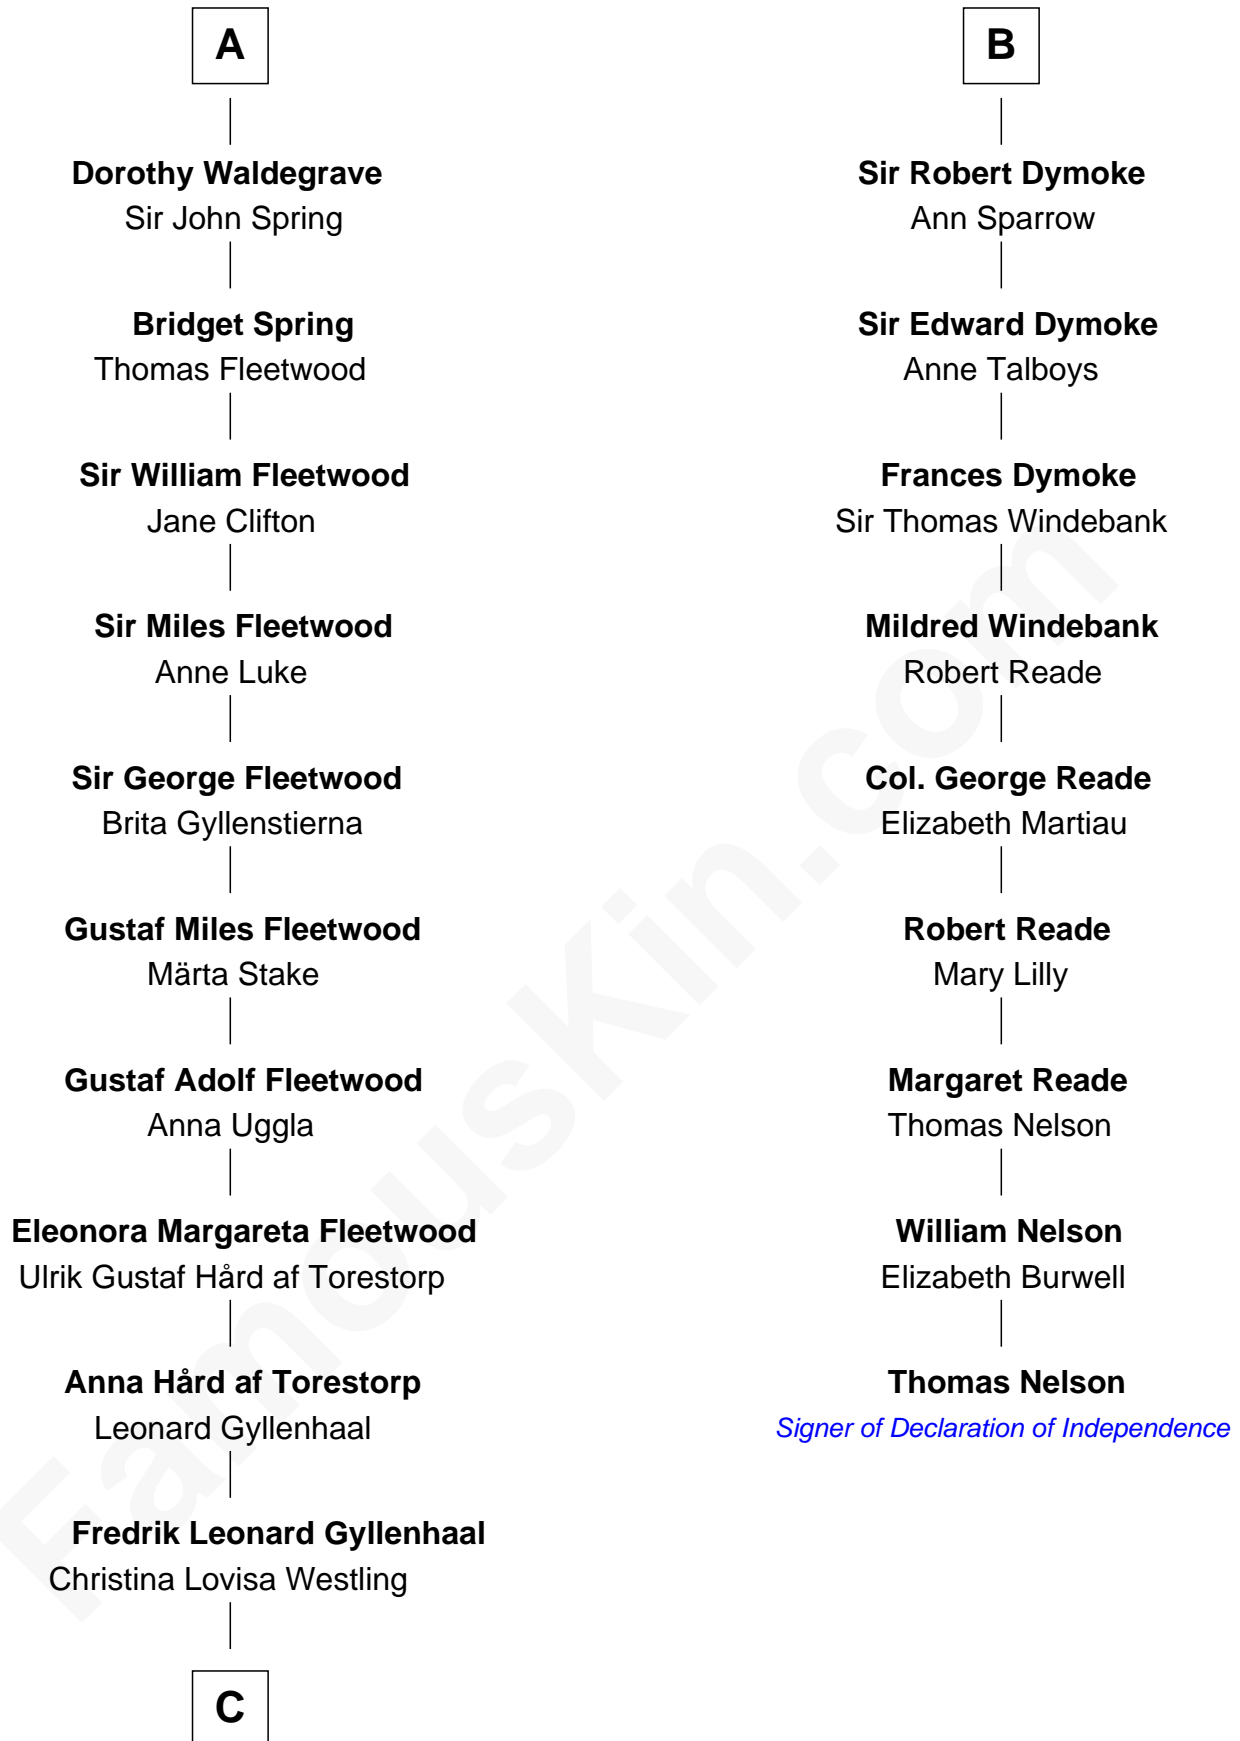 A
Dorothy Waldegrave
Sir John Spring
Bridget Spring
Thomas Fleetwood
Sir William Fleetwood
Jane Clifton
Sir Miles Fleetwood
Anne Luke
Sir George Fleetwood
Brita Gyllenstierna
Gustaf Miles Fleetwood
Märta Stake
Gustaf Adolf Fleetwood
Anna Uggla
Eleonora Margareta Fleetwood
Ulrik Gustaf Hård af Torestorp
Anna Hård af Torestorp
Leonard Gyllenhaal
Fredrik Leonard Gyllenhaal
Christina Lovisa Westling
C
B
Sir Robert Dymoke
Ann Sparrow
Sir Edward Dymoke
Anne Talboys
Frances Dymoke
Sir Thomas Windebank
Mildred Windebank
Robert Reade
Col. George Reade
Elizabeth Martiau
Robert Reade
Mary Lilly
Margaret Reade
Thomas Nelson
William Nelson
Elizabeth Burwell
Thomas Nelson
Signer of Declaration of Independence
FamousKin.com